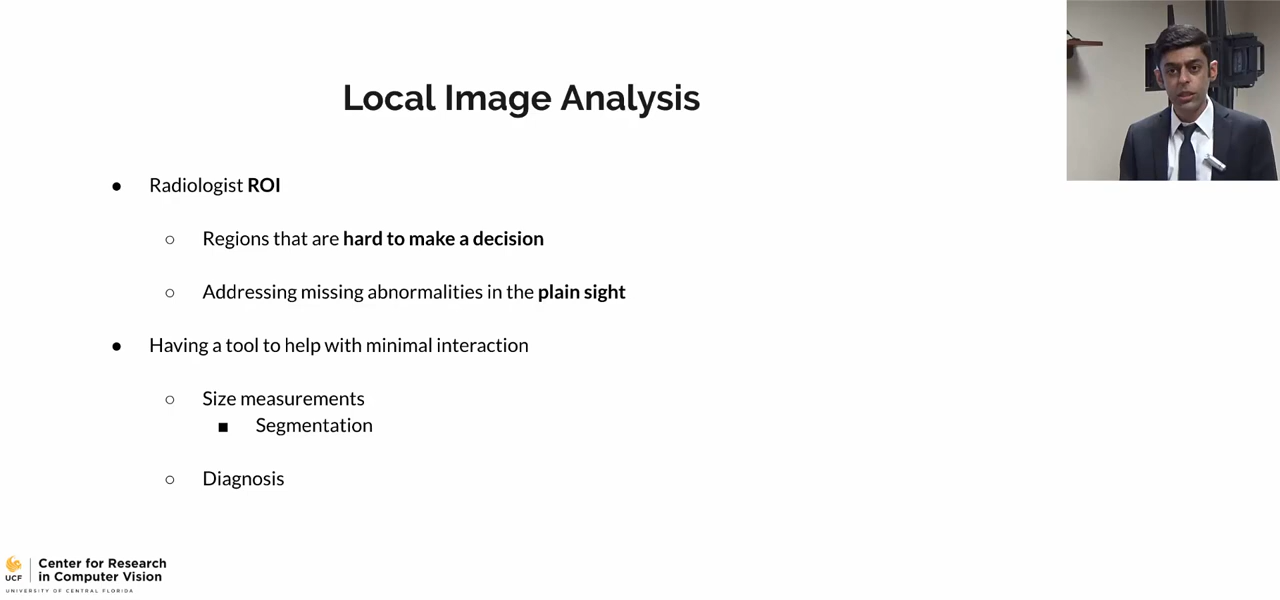 Local Image Analysis
● Radiologist ROI
○ Regions that are hard to make a decision
○ Addressing missing abnormalities in the plain sight
● Having a tool to help with minimal interaction
○ Size measurements
■ Segmentation
○ Diagnosis
UCF
Center for Research
in Computer Vision
UNIVERSITY OF CENTRAL FLORIDA